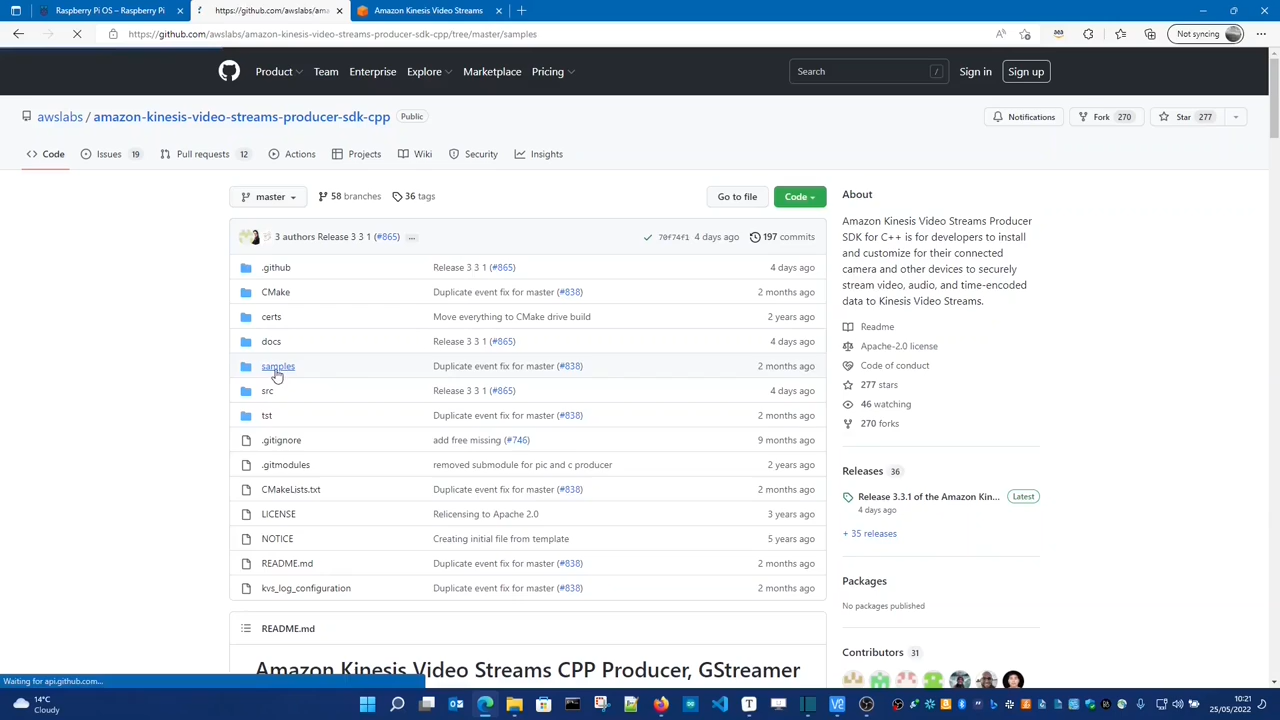 Raspberry Pi OS – Raspberry Pi
https://github.com/awslabs/ama
Amazon Kinesis Video Streams
https://github.com/awslabs/amazon-kinesis-video-streams-producer-sdk-cpp/tree/master/samples
Not syncing
Product
Team
Enterprise
Explore
Marketplace
Pricing
Search
/
Sign in
Sign up
awslabs / amazon-kinesis-video-streams-producer-sdk-cpp
Public
Notifications
Fork 270
Star 277
Code
Issues 19
Pull requests 12
Actions
Projects
Wiki
Security
Insights
master
58 branches
36 tags
Go to file
Code
3 authors Release 3 3 1 (#865) ...
70f74f1 4 days ago
197 commits
.github Release 3 3 1 (#865) 4 days ago
CMake Duplicate event fix for master (#838) 2 months ago
certs Move everything to CMake drive build 2 years ago
docs Release 3 3 1 (#865) 4 days ago
samples Duplicate event fix for master (#838) 2 months ago
src Release 3 3 1 (#865) 4 days ago
tst Duplicate event fix for master (#838) 2 months ago
.gitignore add free missing (#746) 9 months ago
.gitmodules removed submodule for pic and c producer 2 years ago
CMakeLists.txt Duplicate event fix for master (#838) 2 months ago
LICENSE Relicensing to Apache 2.0 3 years ago
NOTICE Creating initial file from template 5 years ago
README.md Duplicate event fix for master (#838) 2 months ago
kvs_log_configuration Duplicate event fix for master (#838) 2 months ago
README.md
Amazon Kinesis Video Streams CPP Producer, GStreamer
About
Amazon Kinesis Video Streams Producer
SDK for C++ is for developers to install
and customize for their connected
camera and other devices to securely
stream video, audio, and time-encoded
data to Kinesis Video Streams.
Readme
Apache-2.0 license
Code of conduct
277 stars
46 watching
270 forks
Releases 36
Release 3.3.1 of the Amazon Kin...
Latest
4 days ago
+ 35 releases
Packages
No packages published
Contributors 31
Waiting for api.github.com...
14°C
Cloudy
10:21
25/05/2022